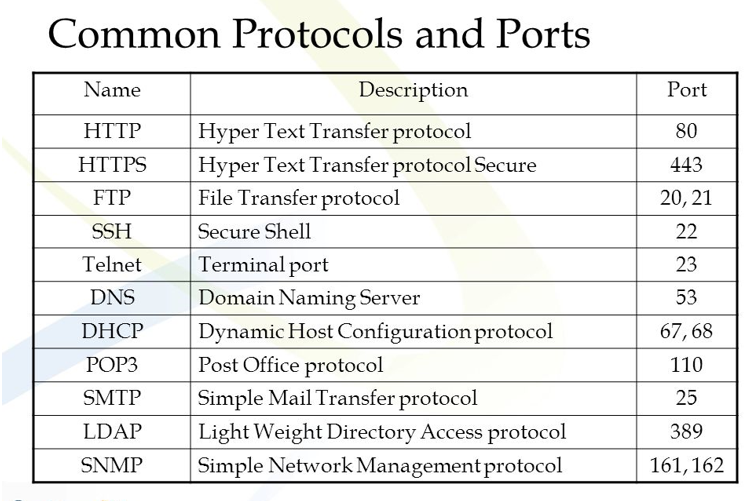 Common Protocols and Ports
Name Description Port
HTTP Hyper Text Transfer protocol 80
HTTPS Hyper Text Transfer protocol Secure 443
FTP File Transfer protocol 20, 21
SSH Secure Shell 22
Telnet Terminal port 23
DNS Domain Naming Server 53
DHCP Dynamic Host Configuration protocol 67, 68
POP3 Post Office protocol 110
SMTP Simple Mail Transfer protocol 25
LDAP Light Weight Directory Access protocol 389
SNMP Simple Network Management protocol 161, 162